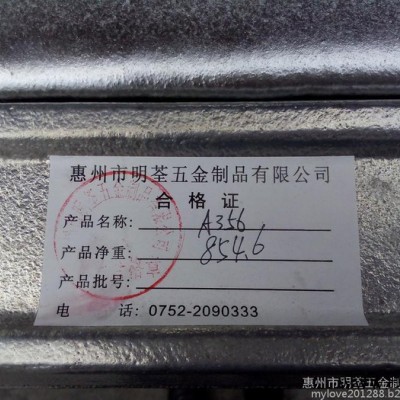 惠州市明荃五金制品有限公司
合格证
产品名称: A356
产品净重: 854.6
产品批号:
电 话: 0752-2090333
惠州市明荃五金制品
mylove201288.b2